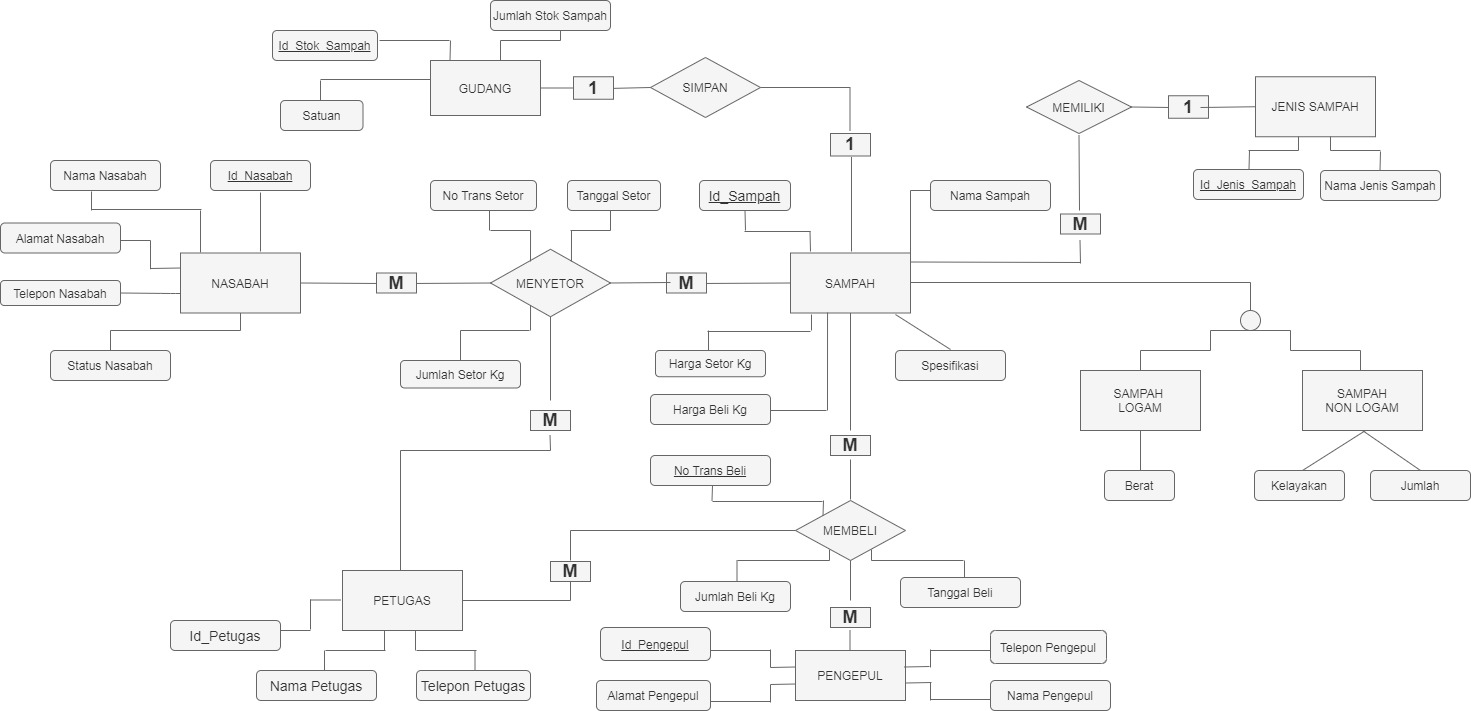 Jumlah Stok Sampah
Id_Stok_Sampah
GUDANG
1
SIMPAN
Satuan
1
MEMILIKI
1
JENIS SAMPAH
Id_Jenis_Sampah
Nama Jenis Sampah
Nama Nasabah
Id_Nasabah
No Trans Setor
Tanggal Setor
Id_Sampah
Nama Sampah
M
Alamat Nasabah
Telepon Nasabah
NASABAH
M
MENYETOR
M
SAMPAH
Status Nasabah
Jumlah Setor Kg
Harga Setor Kg
Spesifikasi
Harga Beli Kg
SAMPAH
LOGAM
SAMPAH
NON LOGAM
M
M
No Trans Beli
Berat
Kelayakan
Jumlah
MEMBELI
M
Jumlah Beli Kg
Tanggal Beli
PETUGAS
M
Id_Petugas
Nama Petugas
Telepon Petugas
Id_Pengepul
Telepon Pengepul
PENGEPUL
Alamat Pengepul
Nama Pengepul